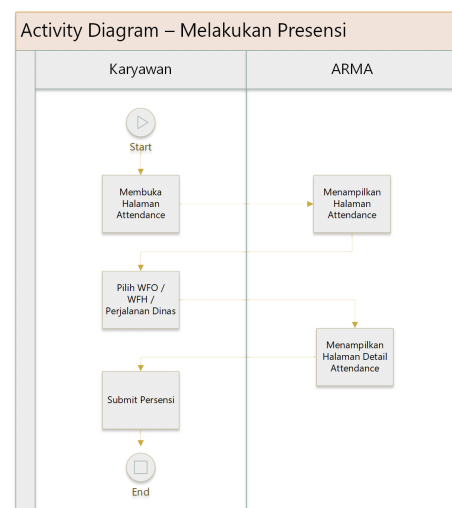 Activity Diagram – Melakukan Presensi
Karyawan
ARMA
Start
Membuka
Halaman
Attendance
Menampilkan
Halaman
Attendance
Pilih WFO /
WFH /
Perjalanan Dinas
Menampilkan
Halaman Detail
Attendance
Submit Persensi
End